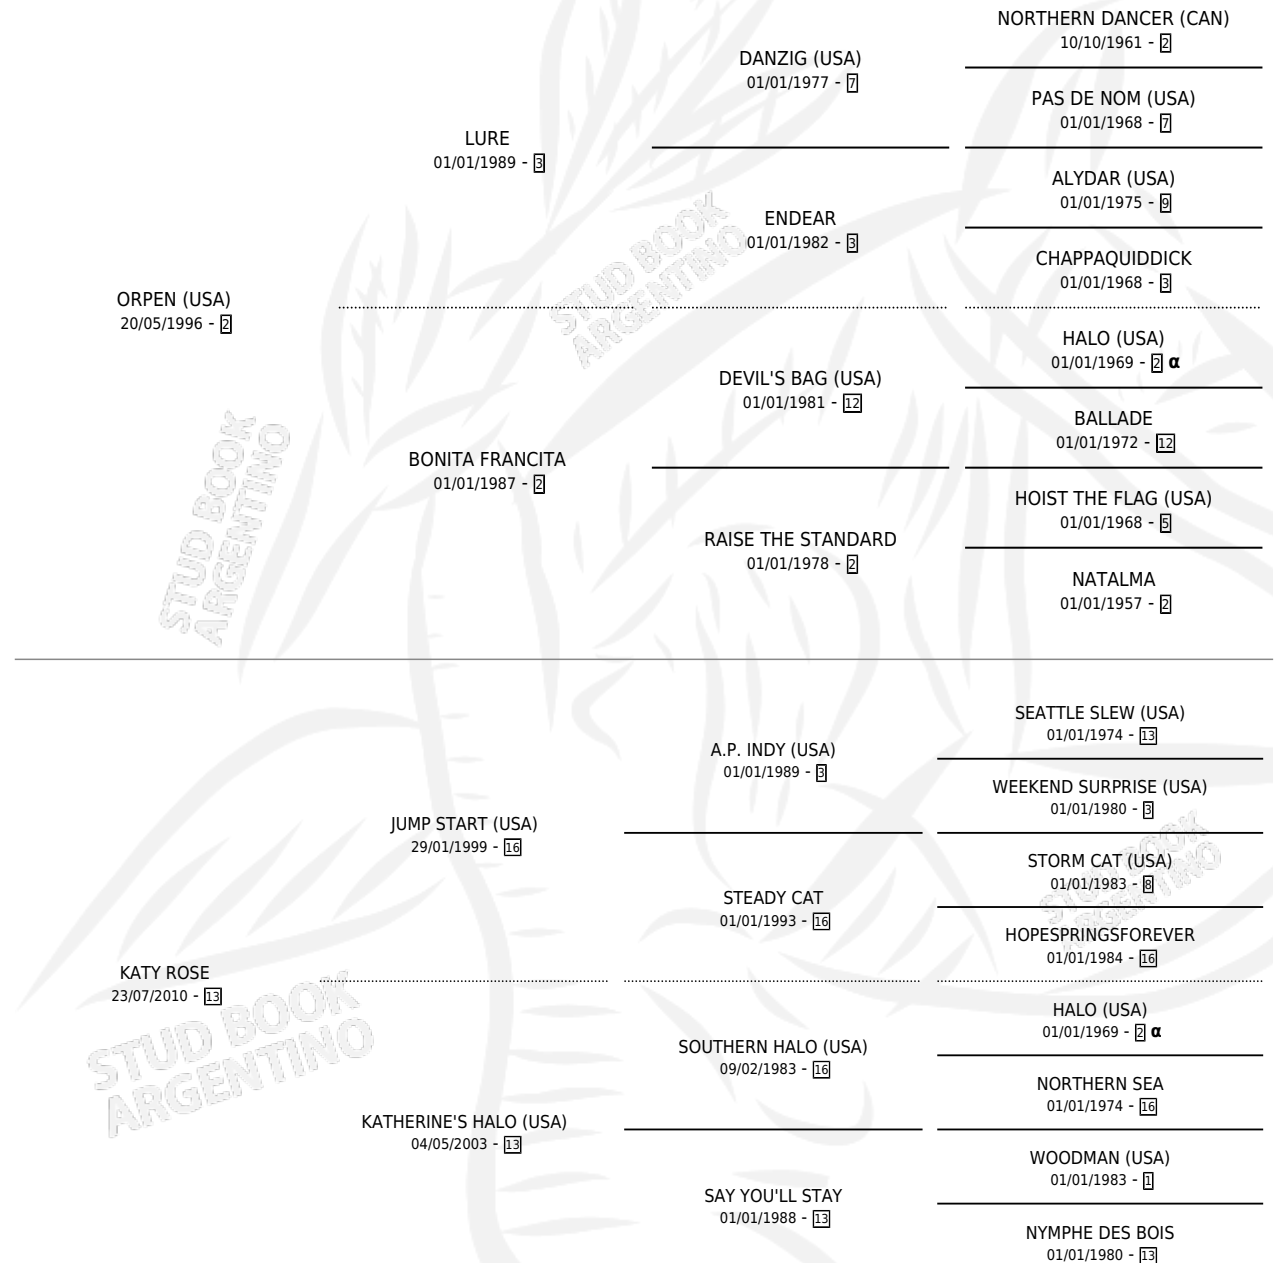 NORTHERN DANCER (CAN)
10/10/1961 - 2
DANZIG (USA)
01/01/1977 - 7
PAS DE NOM (USA)
01/01/1968 - 7
LURE
01/01/1989 - 3
ALYDAR (USA)
01/01/1975 - 9
ENDEAR
01/01/1982 - 3
CHAPPAQUIDDICK
01/01/1968 - 3
ORPEN (USA)
20/05/1996 - 2
HALO (USA)
01/01/1969 - 2 α
DEVIL'S BAG (USA)
01/01/1981 - 12
BALLADE
01/01/1972 - 12
BONITA FRANCITA
01/01/1987 - 2
HOIST THE FLAG (USA)
01/01/1968 - 5
RAISE THE STANDARD
01/01/1978 - 2
NATALMA
01/01/1957 - 2
STUD BOOK
ARGENTINO
STUD BOOK
ARGENTINO
SEATTLE SLEW (USA)
01/01/1974 - 13
A.P. INDY (USA)
01/01/1989 - 3
WEEKEND SURPRISE (USA)
01/01/1980 - 3
JUMP START (USA)
29/01/1999 - 16
STORM CAT (USA)
01/01/1983 - 8
STEADY CAT
01/01/1993 - 16
HOPESPRINGSFOREVER
01/01/1984 - 16
KATY ROSE
23/07/2010 - 13
HALO (USA)
01/01/1969 - 2 α
SOUTHERN HALO (USA)
09/02/1983 - 16
NORTHERN SEA
01/01/1974 - 16
KATHERINE'S HALO (USA)
04/05/2003 - 13
WOODMAN (USA)
01/01/1983 - 1
SAY YOU'LL STAY
01/01/1988 - 13
NYMPHE DES BOIS
01/01/1980 - 13
STUD BOOK
ARGENTINO
STUD BOOK
ARGENTINO